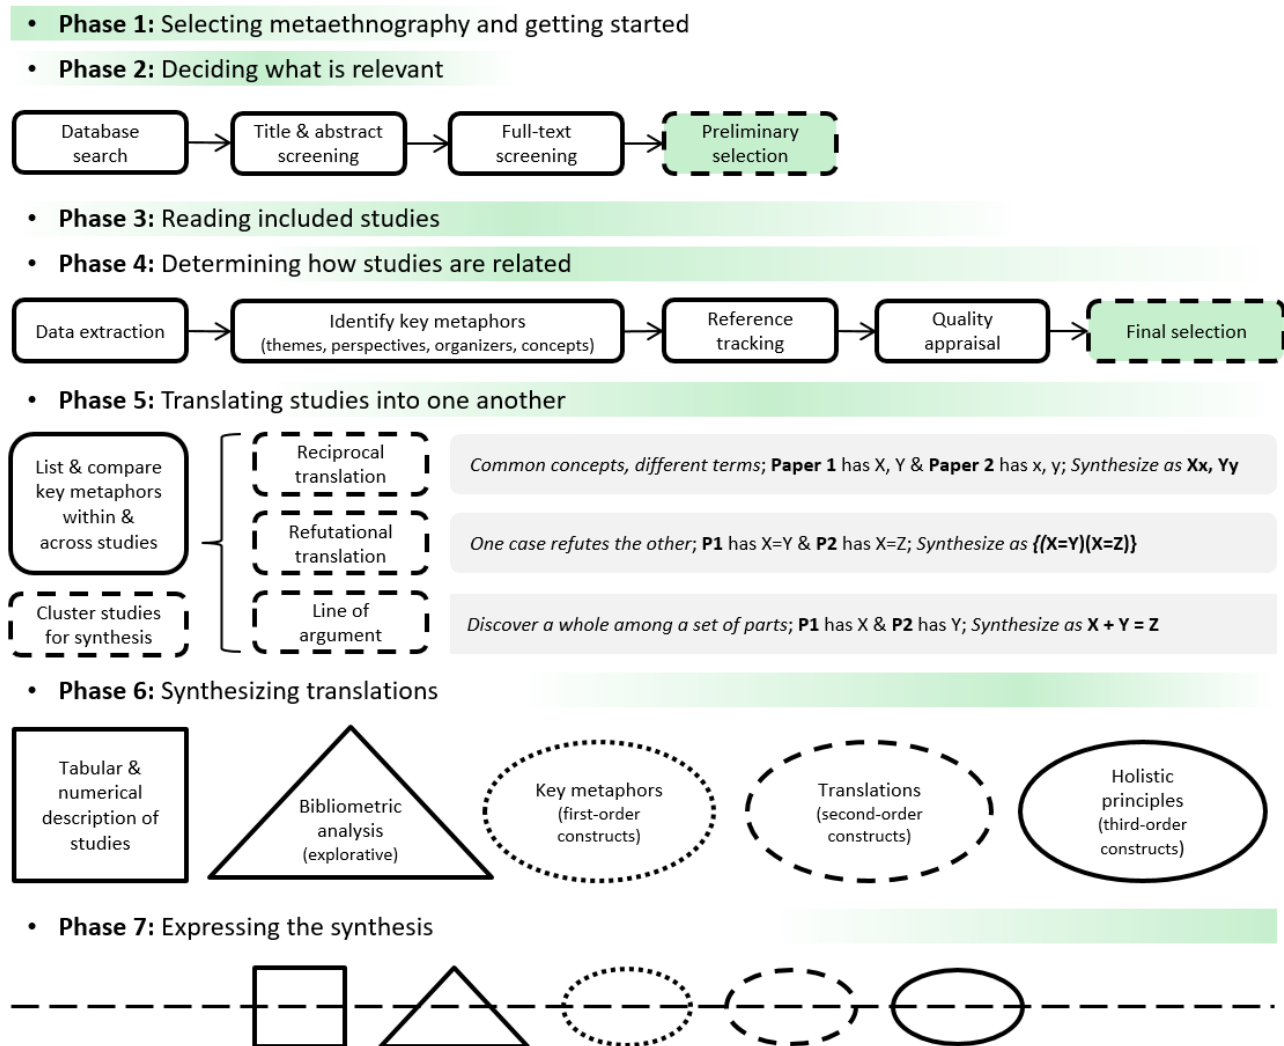 • Phase 1: Selecting metaethnography and getting started
• Phase 2: Deciding what is relevant
Database
search
Title & abstract
screening
Full-text
screening
Preliminary
selection
• Phase 3: Reading included studies
• Phase 4: Determining how studies are related
Data extraction
Identify key metaphors
(themes, perspectives, organizers, concepts)
Reference
tracking
Quality
appraisal
Final selection
• Phase 5: Translating studies into one another
List & compare
key metaphors
within &
across studies
Cluster studies
for synthesis
Reciprocal
translation
Common concepts, different terms; Paper 1 has X, Y & Paper 2 has x, y; Synthesize as Xx, Yy
Refutational
translation
One case refutes the other; P1 has X=Y & P2 has X=Z; Synthesize as {(X=Y)(X=Z)}
Line of
argument
Discover a whole among a set of parts; P1 has X & P2 has Y; Synthesize as X + Y = Z
• Phase 6: Synthesizing translations
Tabular &
numerical
description of
studies
Bibliometric
analysis
(explorative)
Key metaphors
(first-order
constructs)
Translations
(second-order
constructs)
Holistic
principles
(third-order
constructs)
• Phase 7: Expressing the synthesis